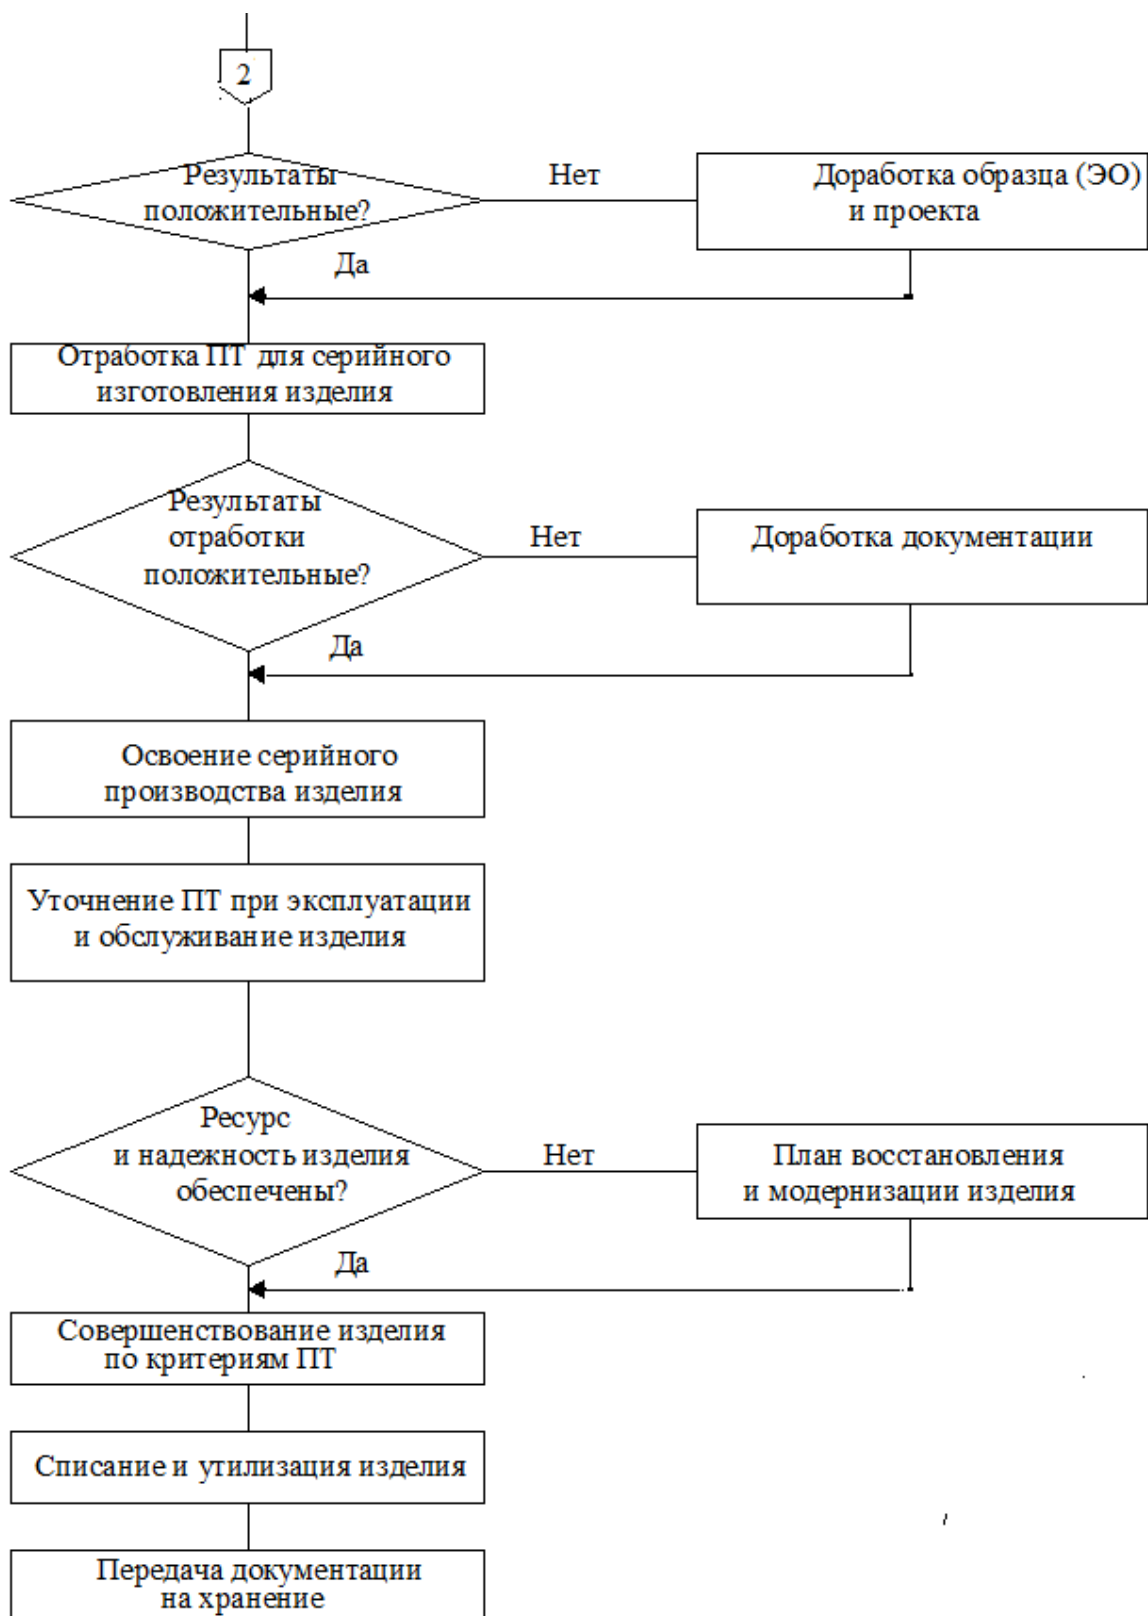 2
Результаты
положительные?
Нет
Доработка образца (ЭО)
и проекта
Да
Отработка ПТ для серийного
изготовления изделия
Результаты
отработки
положительные?
Нет
Доработка документации
Да
Освоение серийного
производства изделия
Уточнение ПТ при эксплуатации
и обслуживание изделия
Ресурс
и надежность изделия
обеспечены?
Нет
План восстановления
и модернизации изделия
Да
Совершенствование изделия
по критериям ПТ
Списание и утилизация изделия
Передача документации
на хранение